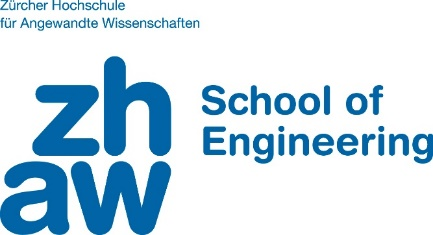 Zürcher Hochschule
für Angewandte Wissenschaften
zh
aw
School of
Engineering